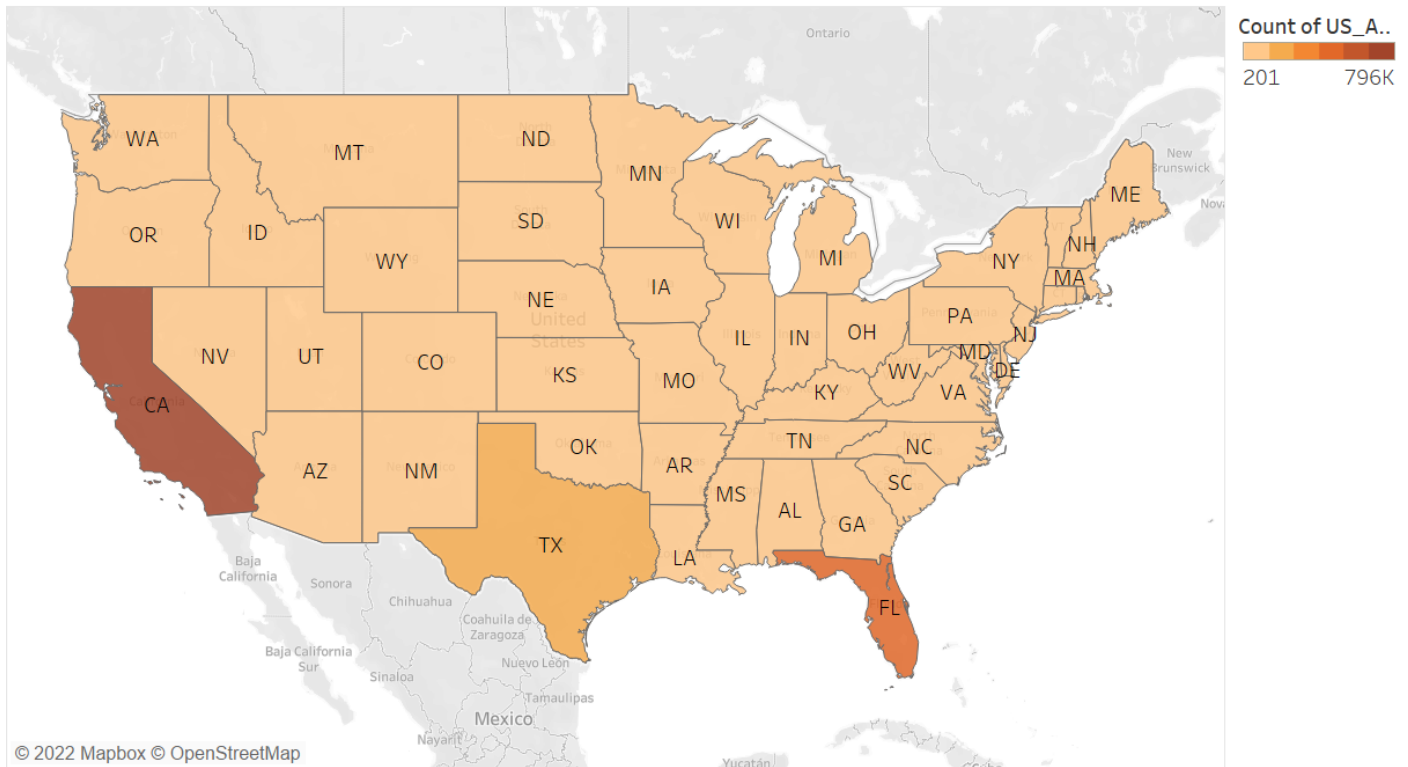 Count of US_A..
201 796K
Ontario
New
Brunswick
WA
MT
ND
MN
ME
OR
ID
SD
WI
NH
WY
MI
NY
MA
NE
IA
PA
United
States
NV
UT
CO
IL
IN
OH
NJ
MD
DE
KS
MO
WV
VA
KY
CA
TN
NC
OK
AZ
NM
AR
SC
MS
AL
GA
TX
LA
FL
Baja
California
Sonora
Chihuahua
Coahuila de
Zaragoza
Baja California
Sur
Sinaloa
Nuevo León
Tamaulipas
Mexico
Nayarit
Yucatán
© 2022 Mapbox © OpenStreetMap